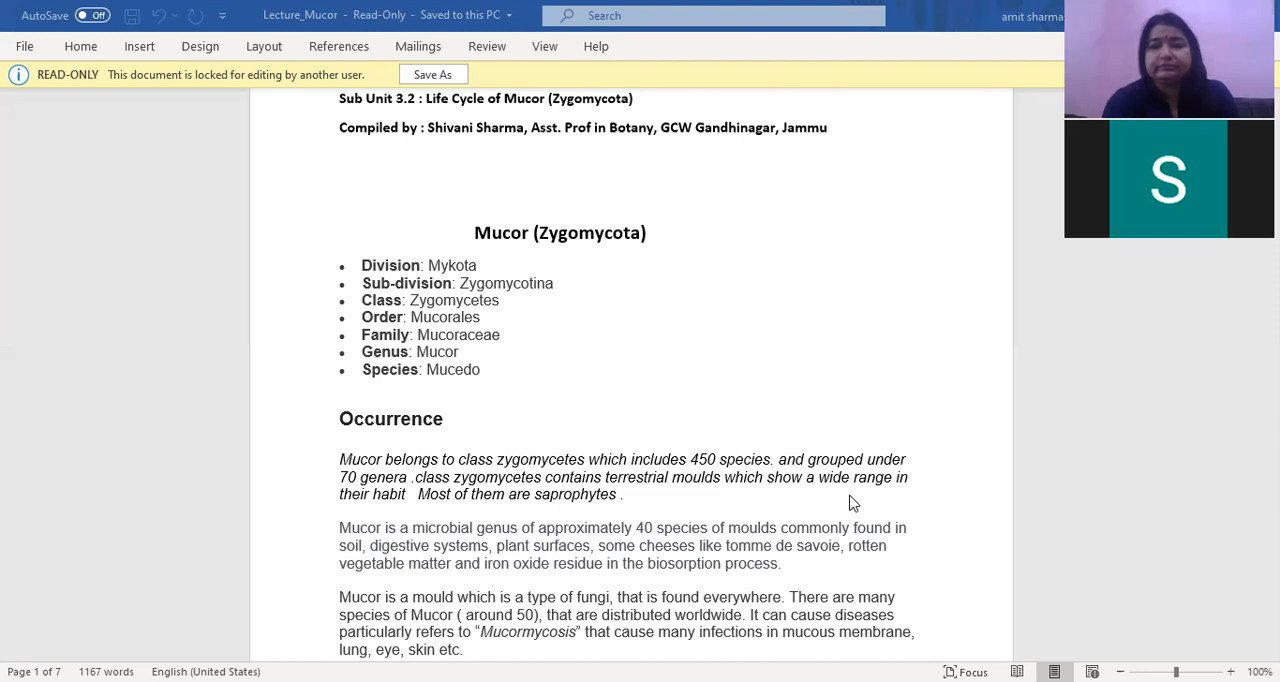 AutoSave Off Lecture_Mucor - Read-Only - Saved to this PC Search amit sharma
File Home Insert Design Layout References Mailings Review View Help
READ-ONLY This document is locked for editing by another user. Save As
Sub Unit 3.2 : Life Cycle of Mucor (Zygomycota)
Compiled by : Shivani Sharma, Asst. Prof in Botany, GCW Gandhinagar, Jammu
S
Mucor (Zygomycota)
• Division: Mykota
• Sub-division: Zygomycotina
• Class: Zygomycetes
• Order: Mucorales
• Family: Mucoraceae
• Genus: Mucor
• Species: Mucedo
Occurrence
Mucor belongs to class zygomycetes which includes 450 species. and grouped under
70 genera .class zygomycetes contains terrestrial moulds which show a wide range in
their habit Most of them are saprophytes .
Mucor is a microbial genus of approximately 40 species of moulds commonly found in
soil, digestive systems, plant surfaces, some cheeses like tomme de savoie, rotten
vegetable matter and iron oxide residue in the biosorption process.
Mucor is a mould which is a type of fungi, that is found everywhere. There are many
species of Mucor ( around 50), that are distributed worldwide. It can cause diseases
particularly refers to “Mucormycosis” that cause many infections in mucous membrane,
lung, eye, skin etc.
Page 1 of 7 1167 words English (United States) Focus 100%